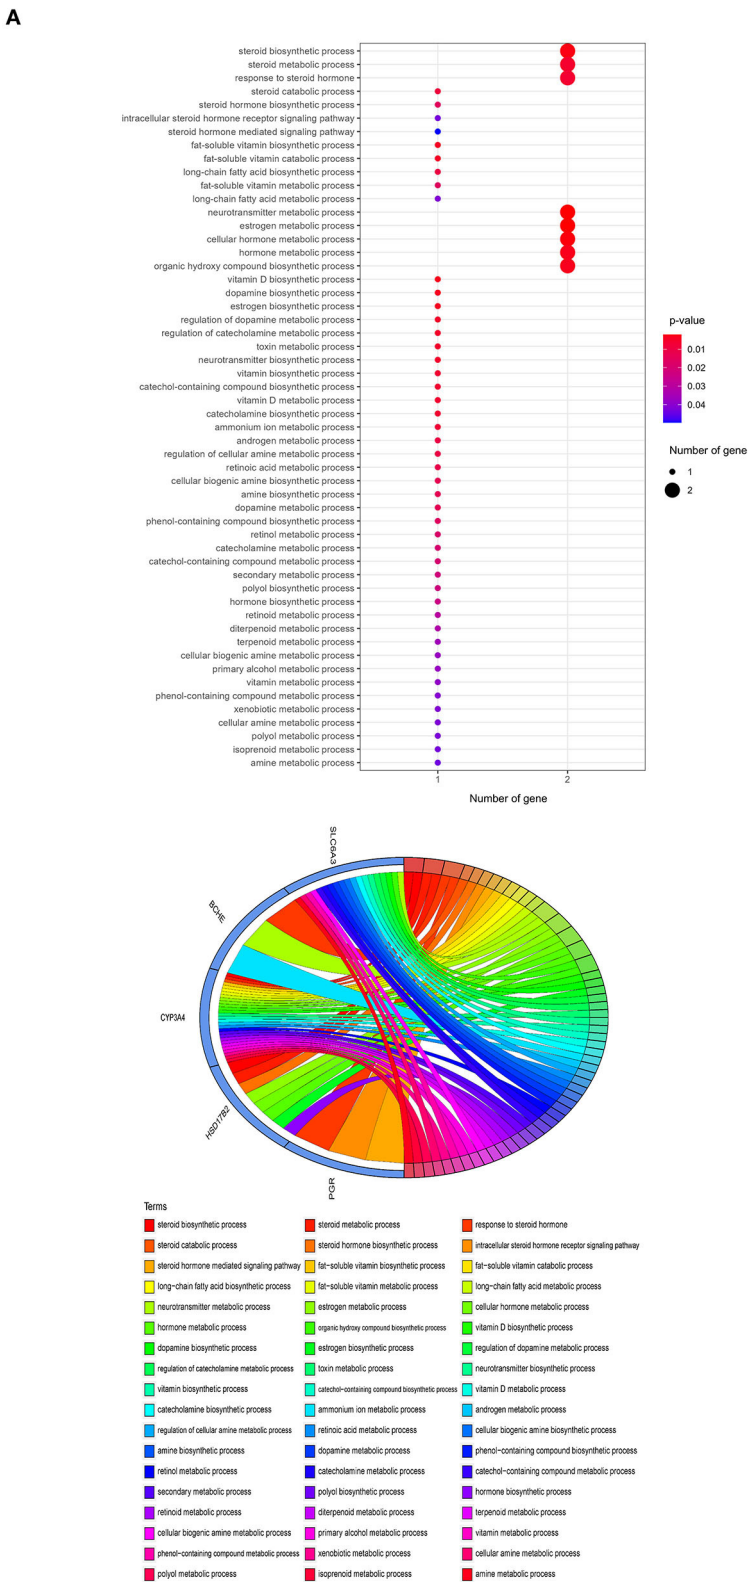 A
steroid biosynthetic process
steroid metabolic process
response to steroid hormone
steroid catabolic process
steroid hormone biosynthetic process
intracellular steroid hormone receptor signaling pathway
steroid hormone mediated signaling pathway
fat-soluble vitamin biosynthetic process
fat-soluble vitamin catabolic process
long-chain fatty acid biosynthetic process
fat-soluble vitamin metabolic process
long-chain fatty acid metabolic process
neurotransmitter metabolic process
estrogen metabolic process
cellular hormone metabolic process
hormone metabolic process
organic hydroxy compound biosynthetic process
vitamin D biosynthetic process
dopamine biosynthetic process
estrogen biosynthetic process
regulation of dopamine metabolic process
regulation of catecholamine metabolic process
toxin metabolic process
neurotransmitter biosynthetic process
vitamin biosynthetic process
catechol-containing compound biosynthetic process
vitamin D metabolic process
catecholamine biosynthetic process
ammonium ion metabolic process
androgen metabolic process
regulation of cellular amine metabolic process
retinoic acid metabolic process
cellular biogenic amine biosynthetic process
amine biosynthetic process
dopamine metabolic process
phenol-containing compound biosynthetic process
retinol metabolic process
catecholamine metabolic process
catechol-containing compound metabolic process
secondary metabolic process
polyol biosynthetic process
hormone biosynthetic process
retinoid metabolic process
diterpenoid metabolic process
terpenoid metabolic process
cellular biogenic amine metabolic process
primary alcohol metabolic process
vitamin metabolic process
phenol-containing compound metabolic process
xenobiotic metabolic process
cellular amine metabolic process
polyol metabolic process
isoprenoid metabolic process
amine metabolic process
1 2
Number of gene
p-value
0.01
0.02
0.03
0.04
Number of gene
1
2
SLC6A3
BCHE
CYP3A4
HSD17B2
PGR
Terms
steroid biosynthetic process steroid metabolic process response to steroid hormone
steroid catabolic process steroid hormone biosynthetic process intracellular steroid hormone receptor signaling pathway
steroid hormone mediated signaling pathway fat-soluble vitamin biosynthetic process fat-soluble vitamin catabolic process
long-chain fatty acid biosynthetic process fat-soluble vitamin metabolic process long-chain fatty acid metabolic process
neurotransmitter metabolic process estrogen metabolic process cellular hormone metabolic process
hormone metabolic process organic hydroxy compound biosynthetic process vitamin D biosynthetic process
dopamine biosynthetic process estrogen biosynthetic process regulation of dopamine metabolic process
regulation of catecholamine metabolic process toxin metabolic process neurotransmitter biosynthetic process
vitamin biosynthetic process catechol-containing compound biosynthetic process vitamin D metabolic process
catecholamine biosynthetic process ammonium ion metabolic process androgen metabolic process
regulation of cellular amine metabolic process retinoic acid metabolic process cellular biogenic amine biosynthetic process
amine biosynthetic process dopamine metabolic process phenol-containing compound biosynthetic process
retinol metabolic process catecholamine metabolic process catechol-containing compound metabolic process
secondary metabolic process polyol biosynthetic process hormone biosynthetic process
retinoid metabolic process diterpenoid metabolic process terpenoid metabolic process
cellular biogenic amine metabolic process primary alcohol metabolic process vitamin metabolic process
phenol-containing compound metabolic process xenobiotic metabolic process cellular amine metabolic process
polyol metabolic process isoprenoid metabolic process amine metabolic process